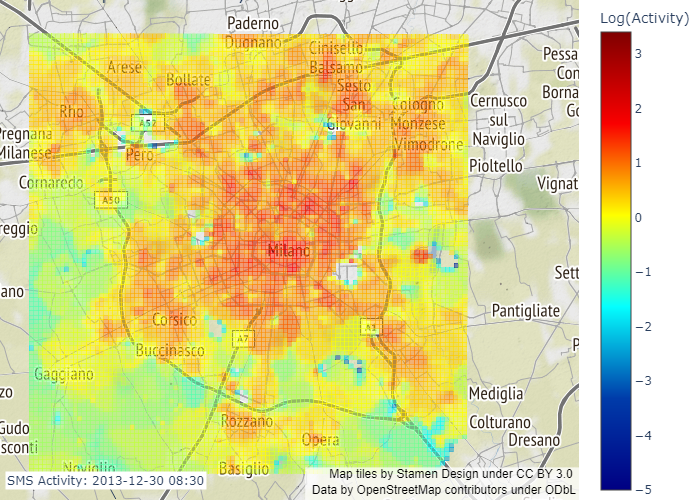 Log(Activity)
Paderno
Dugnano
Cinisello
Balsamo
Arese
Bollate
Sesto
San
Giovanni
Rho
A52
Pero
Cologno
Monzese
Vimodrone
Cernusco
sul
Naviglio
Pioltello
Pessa
Con
Borna
Go
Pregnana
Milanese
Cornaredo
A50
Vignat
reggio
Milano
Sett
ano
Pantigliate
Corsico
A7
A1
Buccinasco
P
Gaggiano
zo
Mediglia
Gudo
sconti
Rozzano
Opera
Colturano
Dresano
Noviglio
Basiglio
3
2
1
0
−1
−2
−3
−4
−5
SMS Activity: 2013-12-30 08:30
Map tiles by Stamen Design under CC BY 3.0
Data by OpenStreetMap contributors under ODbL